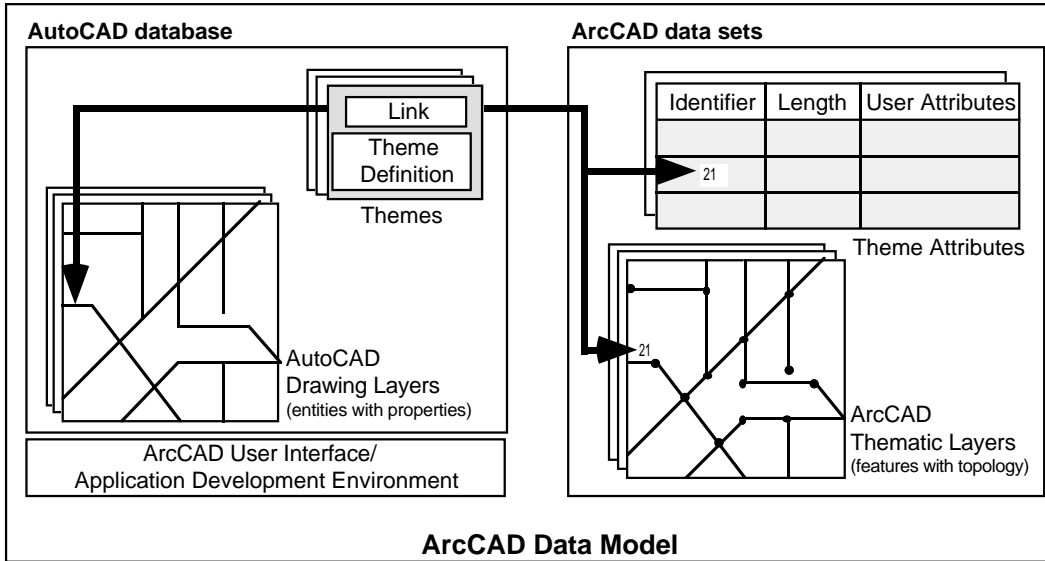 AutoCAD database
Link
Theme
Definition
Themes
AutoCAD
Drawing Layers
(entities with properties)
ArcCAD User Interface/
Application Development Environment
ArcCAD data sets
Identifier Length User Attributes
21
Theme Attributes
21
ArcCAD
Thematic Layers
(features with topology)
ArcCAD Data Model